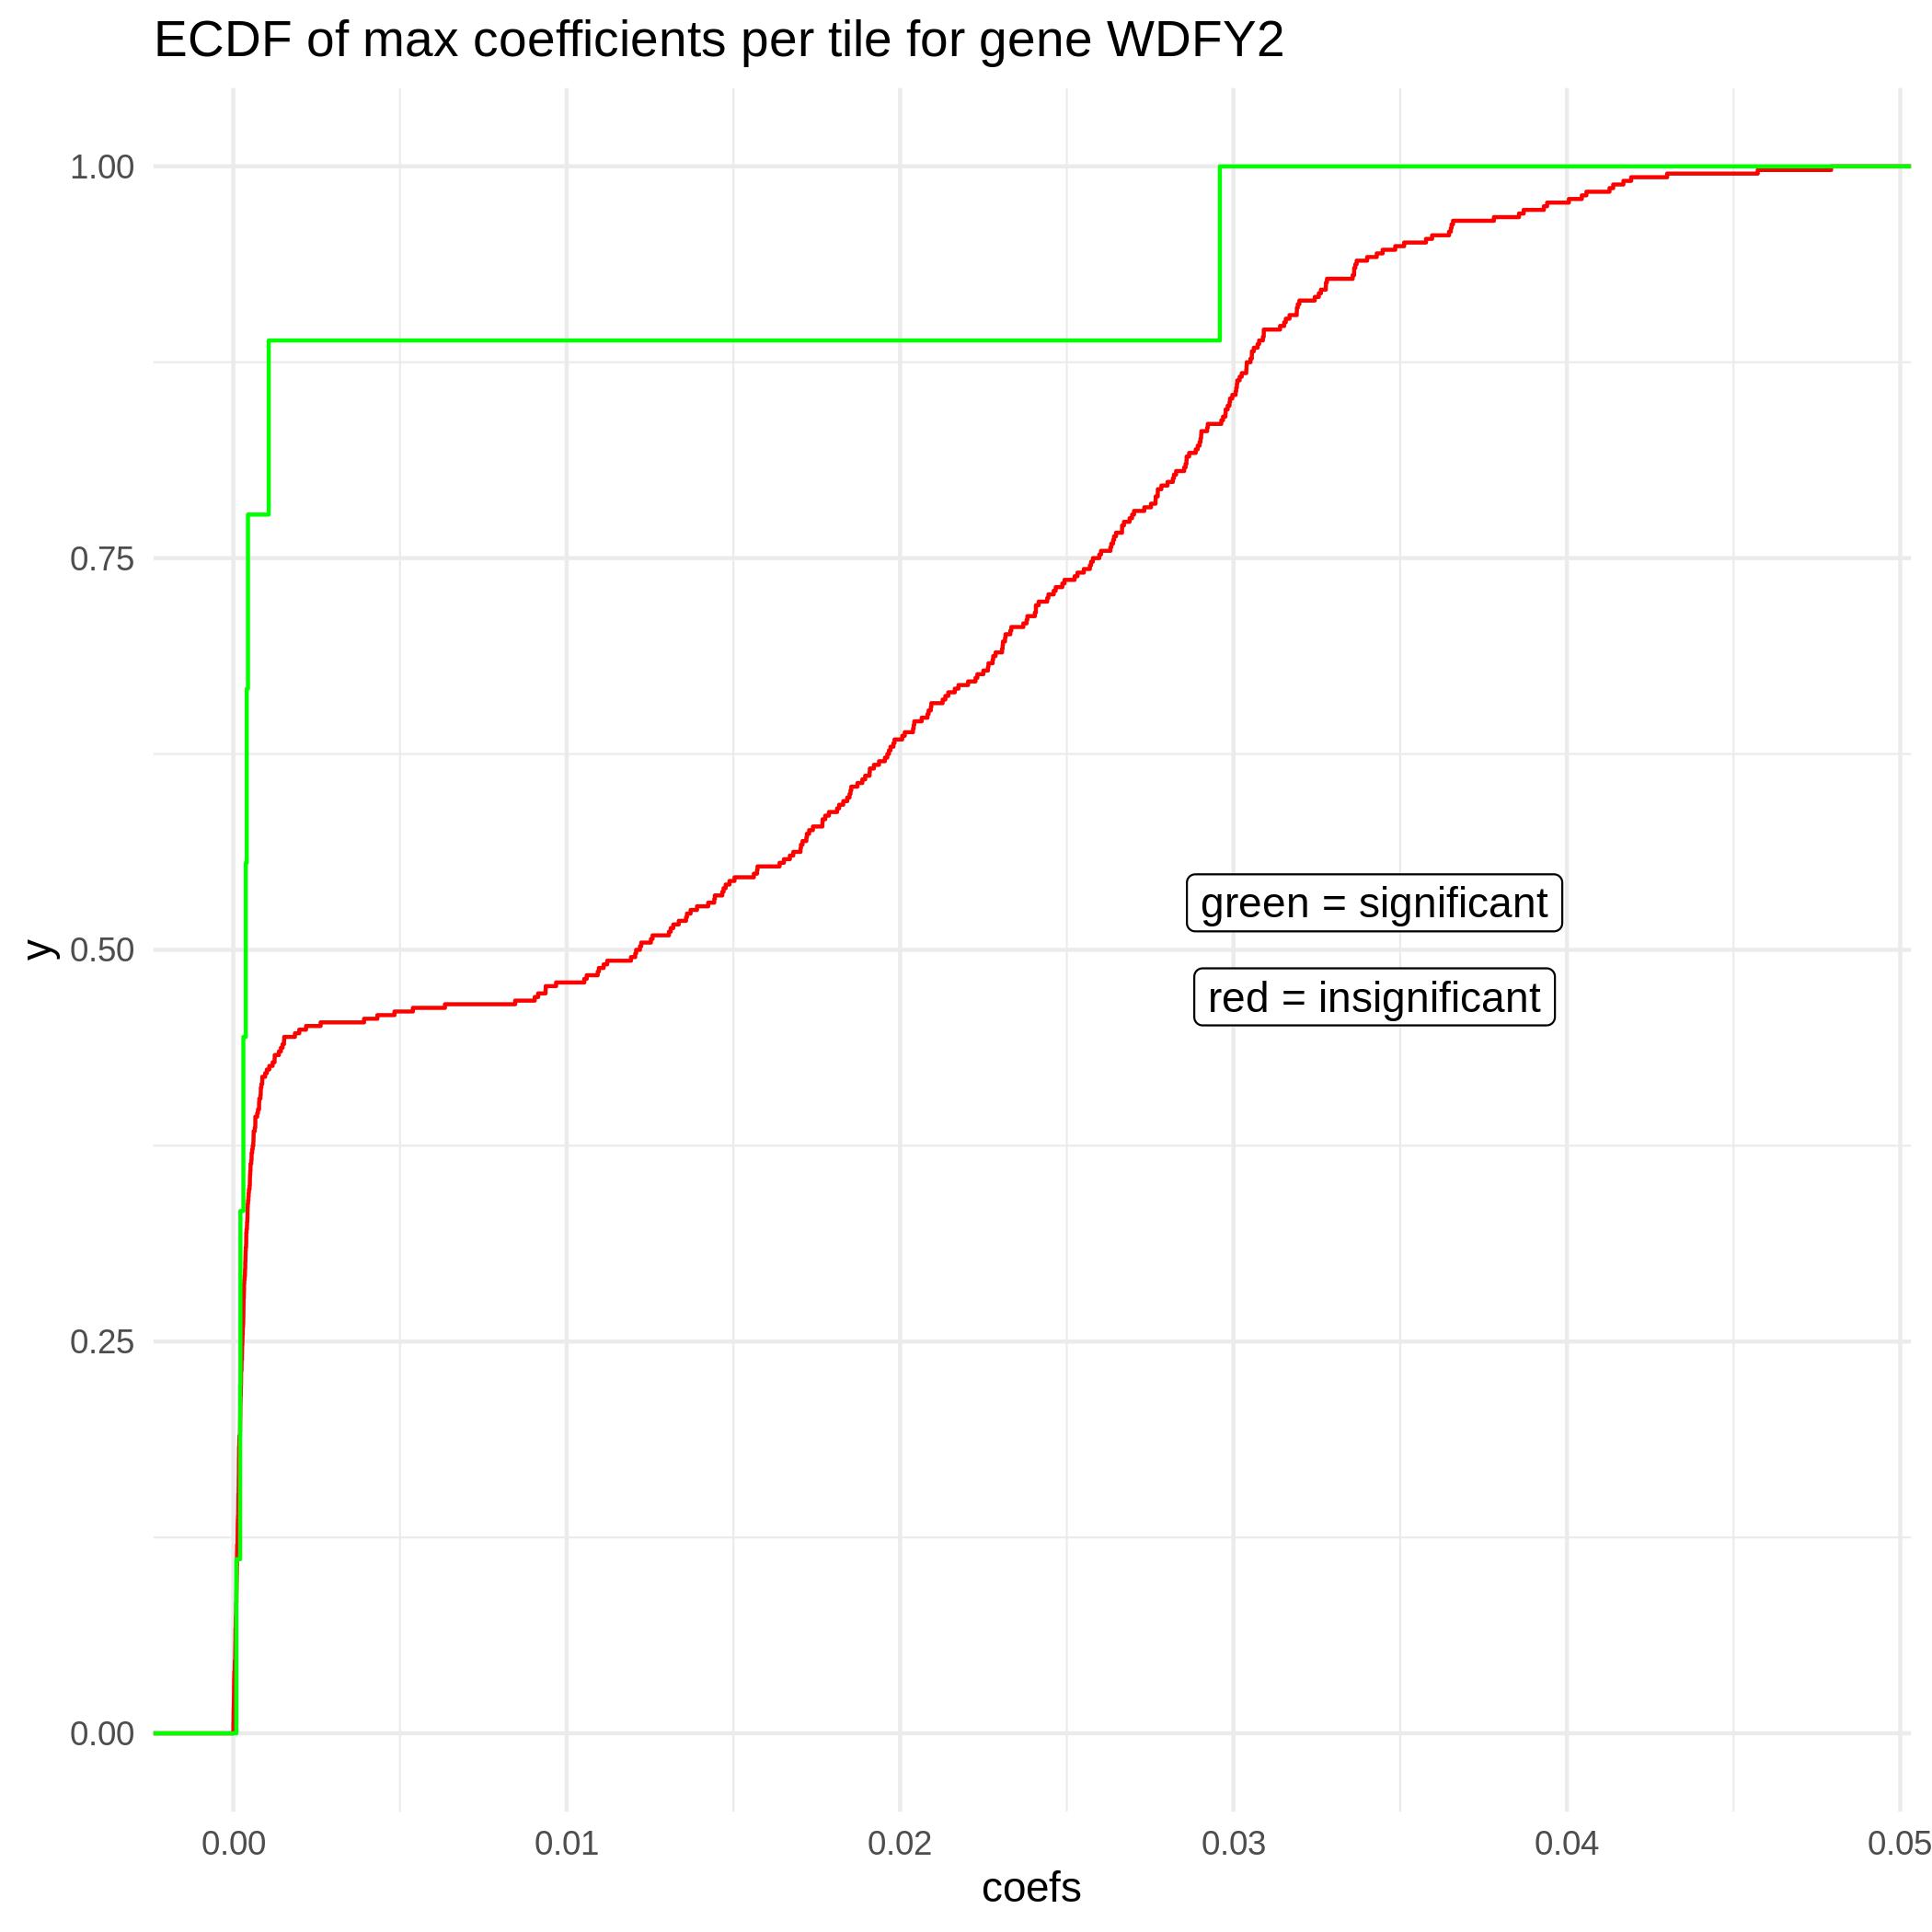 ECDF of max coefficients per tile for gene WDFY2
1.00
0.75
0.50
0.25
0.00
y
green = significant
red = insignificant
0.00 0.01 0.02 0.03 0.04 0.05
coefs